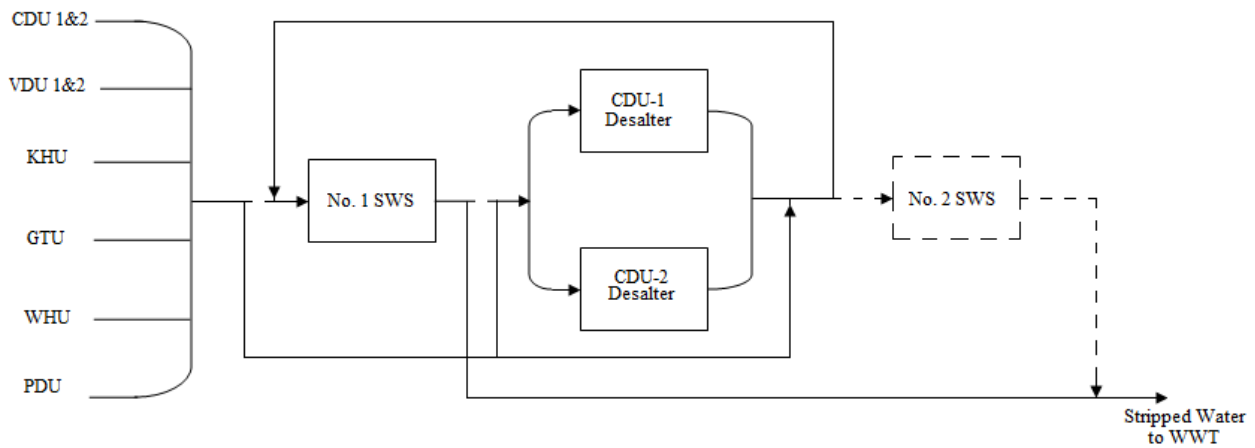 CDU 1&2
VDU 1&2
KHU
GTU
WHU
PDU
No. 1 SWS
CDU-1
Desalter
CDU-2
Desalter
No. 2 SWS
Stripped Water
to WWT